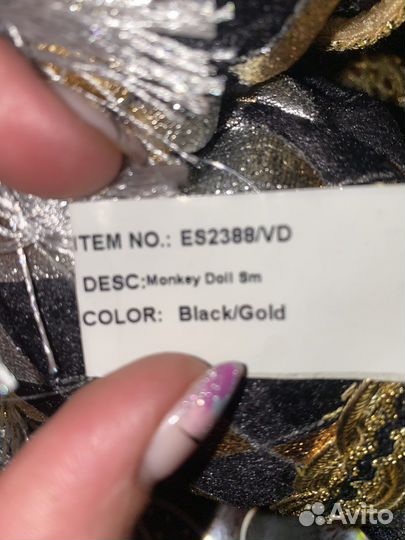 ITEM NO.: ES2388/VD
DESC:Monkey Doll Sm
COLOR: Black/Gold
Avito